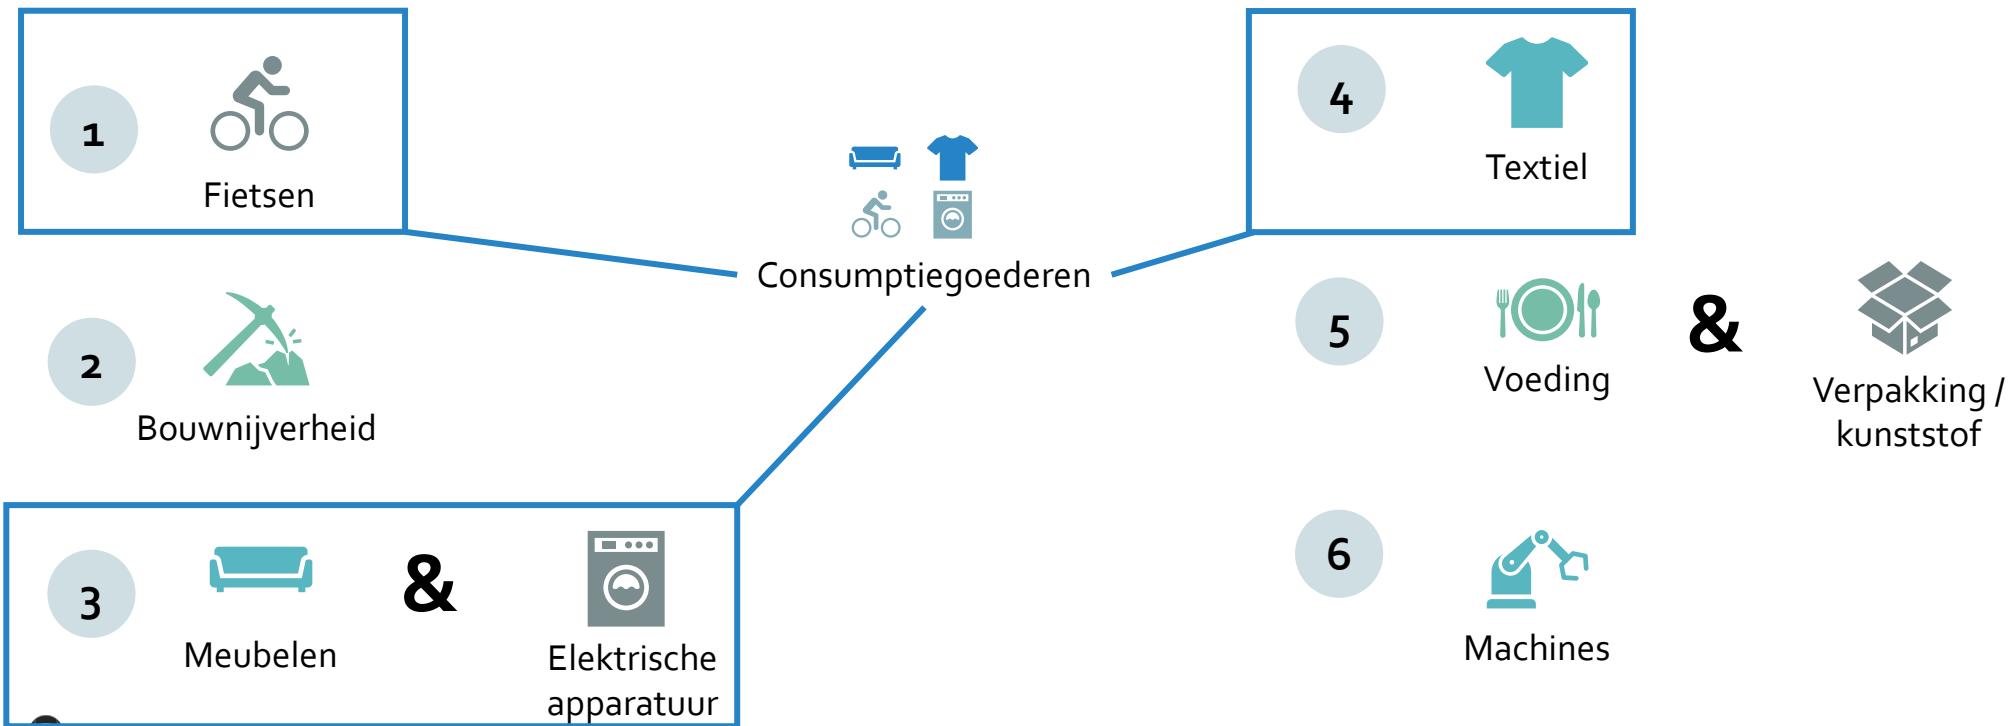 1
Fietsen
2
Bouwnijverheid
3
Meubelen
&
Elektrische
apparatuur
Consumptiegoederen
4
Textiel
5
Voeding
&
Verpakking /
kunststof
6
Machines